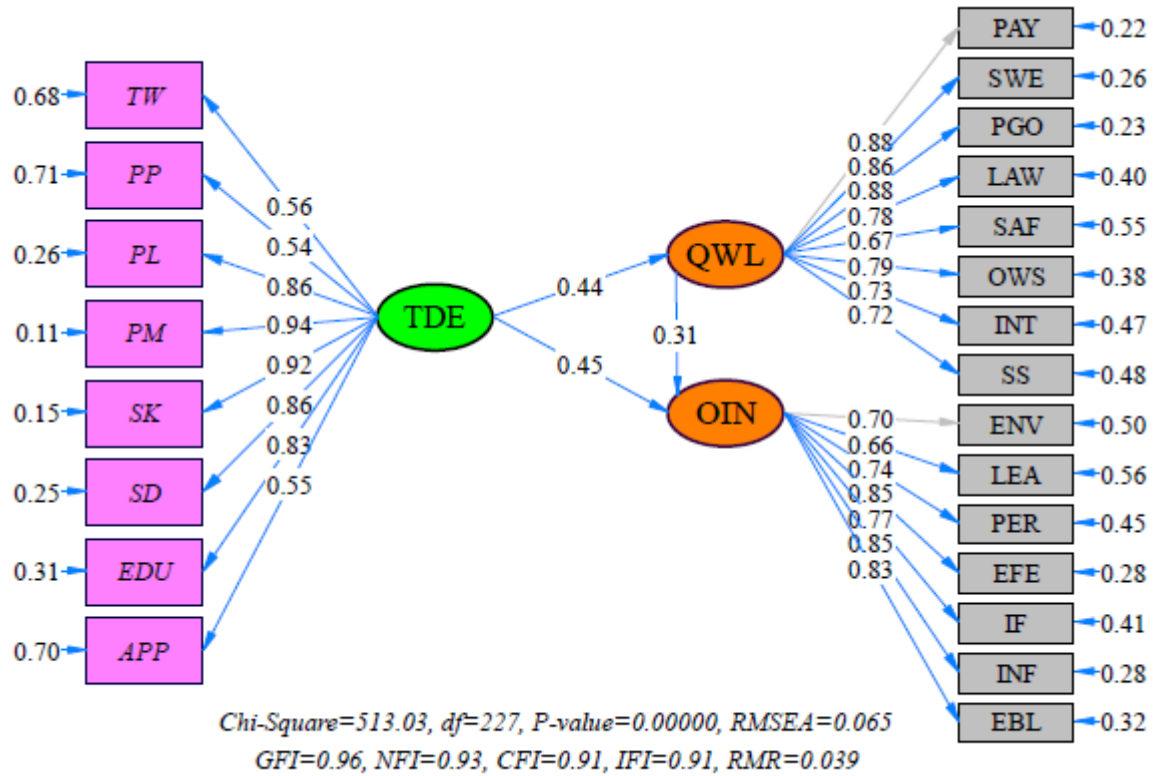 0.68 TW
0.71 PP
0.26 PL
0.11 PM
0.15 SK
0.25 SD
0.31 EDU
0.70 APP
0.56
0.54
0.86
0.94
0.92
0.86
0.83
0.55
TDE
0.44
0.45
QWL
0.31
OIN
0.88
0.86
0.88
0.78
0.67
0.79
0.73
0.72
0.70
0.66
0.74
0.85
0.77
0.85
0.83
PAY 0.22
SWE 0.26
PGO 0.23
LAW 0.40
SAF 0.55
OWS 0.38
INT 0.47
SS 0.48
ENV 0.50
LEA 0.56
PER 0.45
EFE 0.28
IF 0.41
INF 0.28
EBL 0.32
Chi-Square=513.03, df=227, P-value=0.00000, RMSEA=0.065
GFI=0.96, NFI=0.93, CFI=0.91, IFI=0.91, RMR=0.039